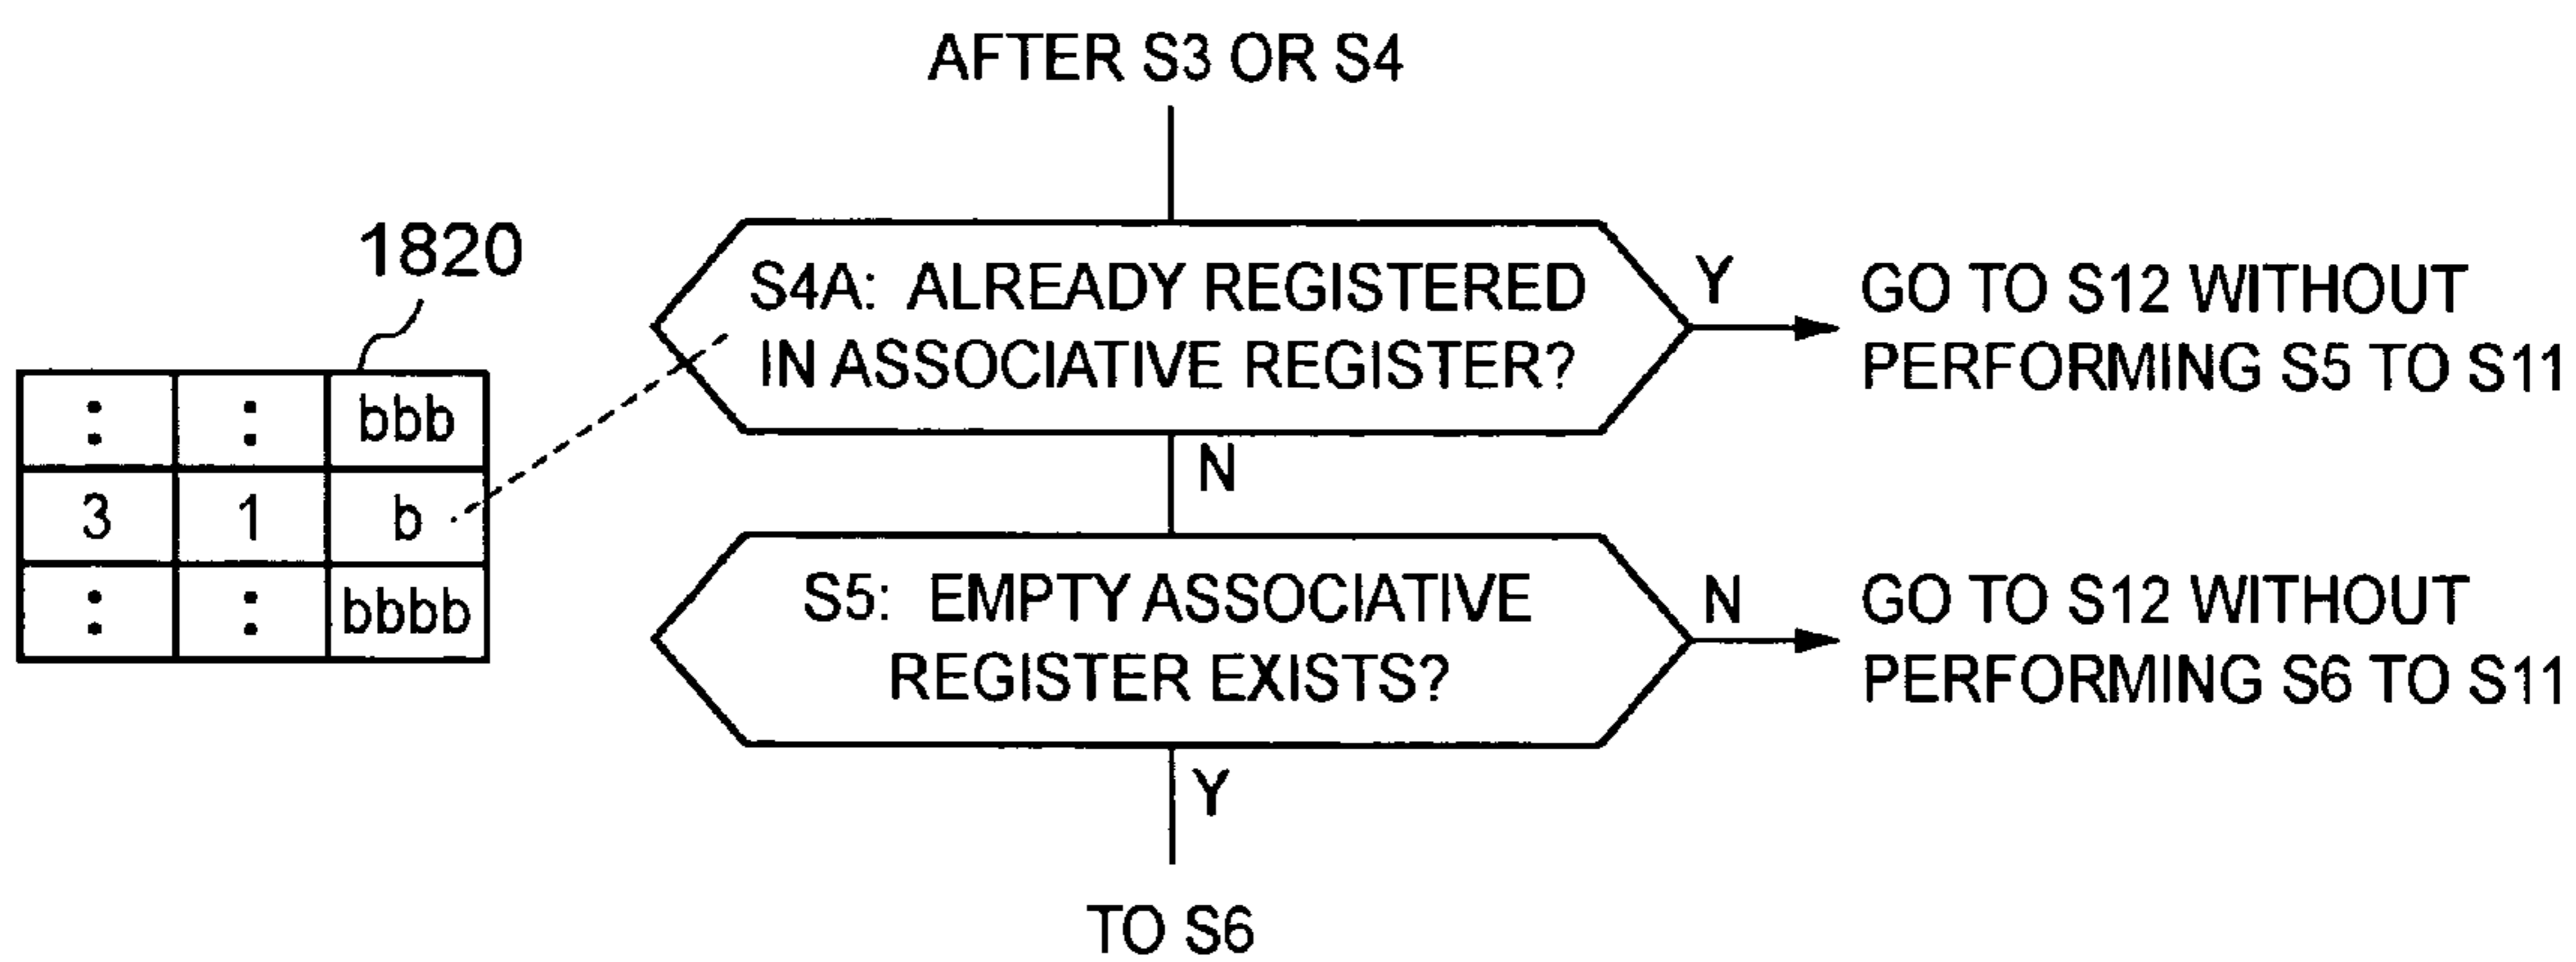 AFTER S3 OR S4
1820
S4A: ALREADY REGISTERED
IN ASSOCIATIVE REGISTER?
Y
GO TO S12 WITHOUT
PERFORMING S5 TO S11
: : bbb
3 1 b
: : bbbb
N
S5: EMPTY ASSOCIATIVE
REGISTER EXISTS?
N
GO TO S12 WITHOUT
PERFORMING S6 TO S11
Y
TO S6